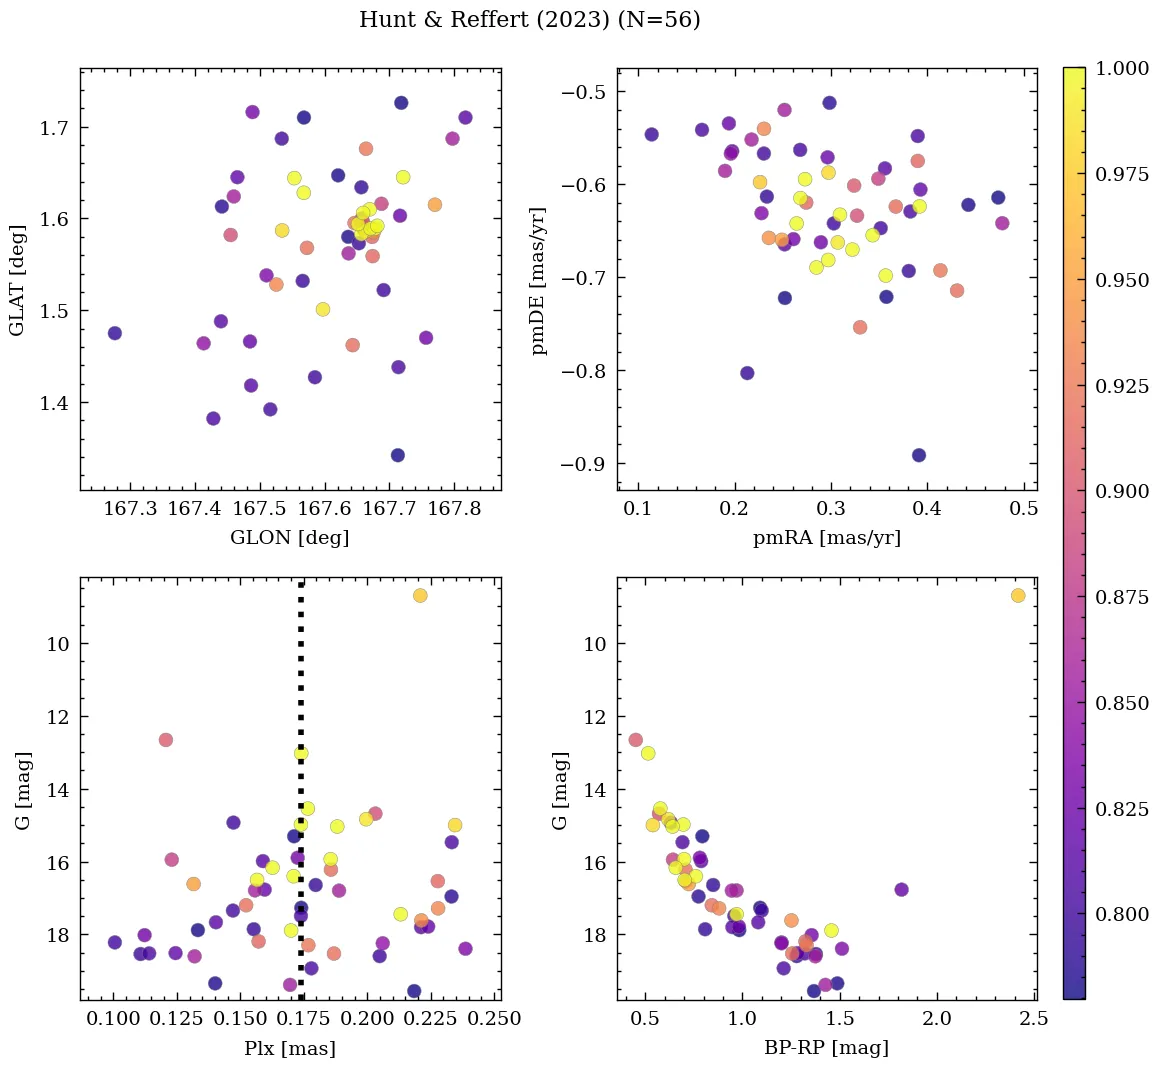 Hunt & Reffert (2023) (N=56)
1.7
1.6
1.5
1.4
GLAT [deg]
167.3 167.4 167.5 167.6 167.7 167.8
GLON [deg]
−0.5
−0.6
−0.7
−0.8
−0.9
pmDE [mas/yr]
0.1 0.2 0.3 0.4 0.5
pmRA [mas/yr]
10
12
14
16
18
G [mag]
0.100 0.125 0.150 0.175 0.200 0.225 0.250
Plx [mas]
10
12
14
16
18
G [mag]
0.5 1.0 1.5 2.0 2.5
BP-RP [mag]
1.000
0.975
0.950
0.925
0.900
0.875
0.850
0.825
0.800